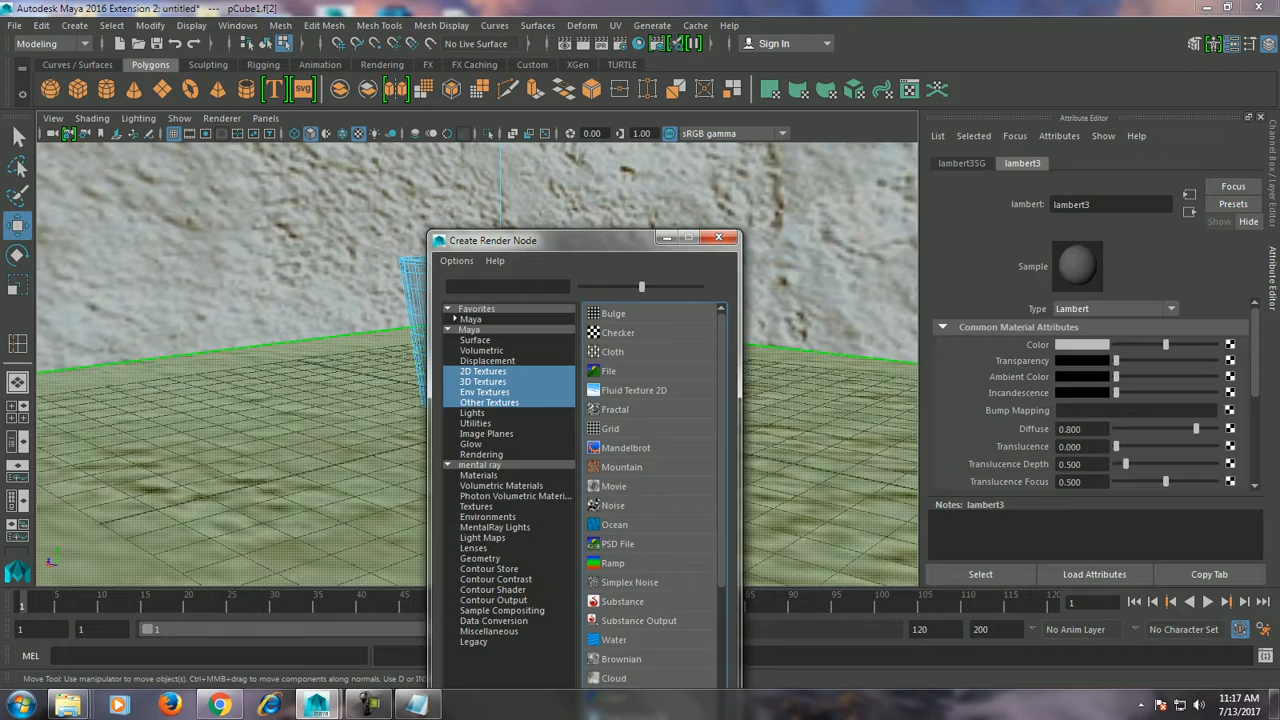 Autodesk Maya 2016 Extension 2: untitled*   ---   pCube1.f[2]
File Edit Create Select Modify Display Windows Mesh Edit Mesh Mesh Tools Mesh Display Curves Surfaces Deform UV Generate Cache Help
Modeling No Live Surface Sign In
Curves / Surfaces Polygons Sculpting Rigging Animation Rendering FX FX Caching Custom XGen TURTLE
T svg
View Shading Lighting Show Renderer Panels
0.00 1.00 sRGB gamma
Create Render Node
Options Help
Favorites
Maya
Maya
Surface
Volumetric
Displacement
2D Textures
3D Textures
Env Textures
Other Textures
Lights
Utilities
Image Planes
Glow
Rendering
mental ray
Materials
Volumetric Materials
Photon Volumetric Materi...
Textures
Environments
MentalRay Lights
Light Maps
Lenses
Geometry
Contour Store
Contour Contrast
Contour Shader
Contour Output
Sample Compositing
Data Conversion
Miscellaneous
Legacy
Bulge
Checker
Cloth
File
Fluid Texture 2D
Fractal
Grid
Mandelbrot
Mountain
Movie
Noise
Ocean
PSD File
Ramp
Simplex Noise
Substance
Substance Output
Water
Brownian
Cloud
Attribute Editor
List Selected Focus Attributes Show Help
lambert3SG lambert3
Focus
lambert: lambert3 Presets
Show Hide
Sample
Type Lambert
Common Material Attributes
Color
Transparency
Ambient Color
Incandescence
Bump Mapping
Diffuse 0.800
Translucence 0.000
Translucence Depth 0.500
Translucence Focus 0.500
Notes: lambert3
Select Load Attributes Copy Tab
Channel Box / Layer Editor
Attribute Editor
1 5 10 15 20 25 30 35 40 45 85 90 95 100 105 110 115 120 1
1 1 1 120 200 No Anim Layer No Character Set
MEL
Move Tool: Use manipulator to move object(s). Ctrl+MMB+drag to move components along normals. Use D or IN
11:17 AM
7/13/2017